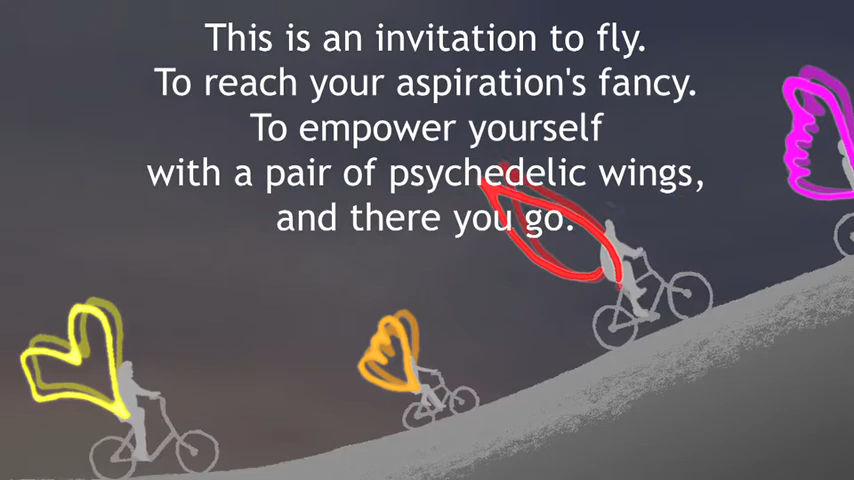 This is an invitation to fly.
To reach your aspiration's fancy.
To empower yourself
with a pair of psychedelic wings,
and there you go.